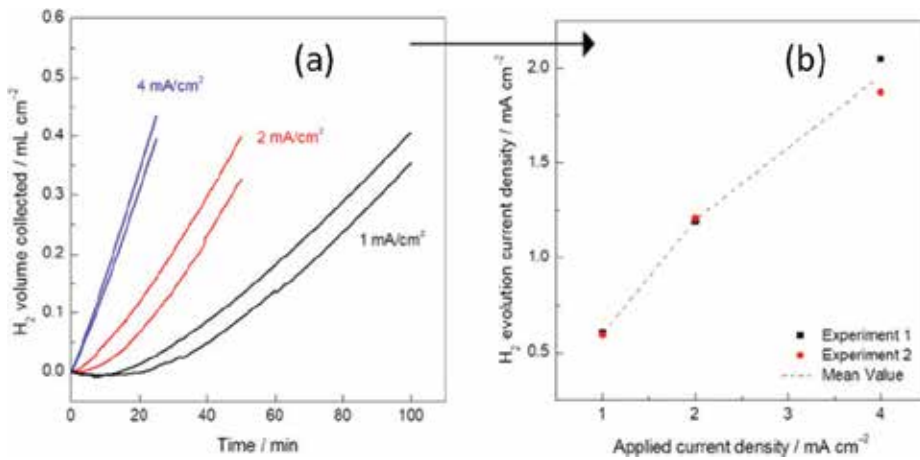 (a)
4 mA/cm²
2 mA/cm²
1 mA/cm²
0.6
0.5
0.4
0.3
0.2
0.1
0.0
0
20
40
60
80
100
Time / min
H₂ volume collected / mL cm⁻²
(b)
2.0
1.5
1.0
0.5
1
2
3
4
Applied current density / mA cm⁻²
H₂ evolution current density / mA cm⁻²
Experiment 1
Experiment 2
Mean Value